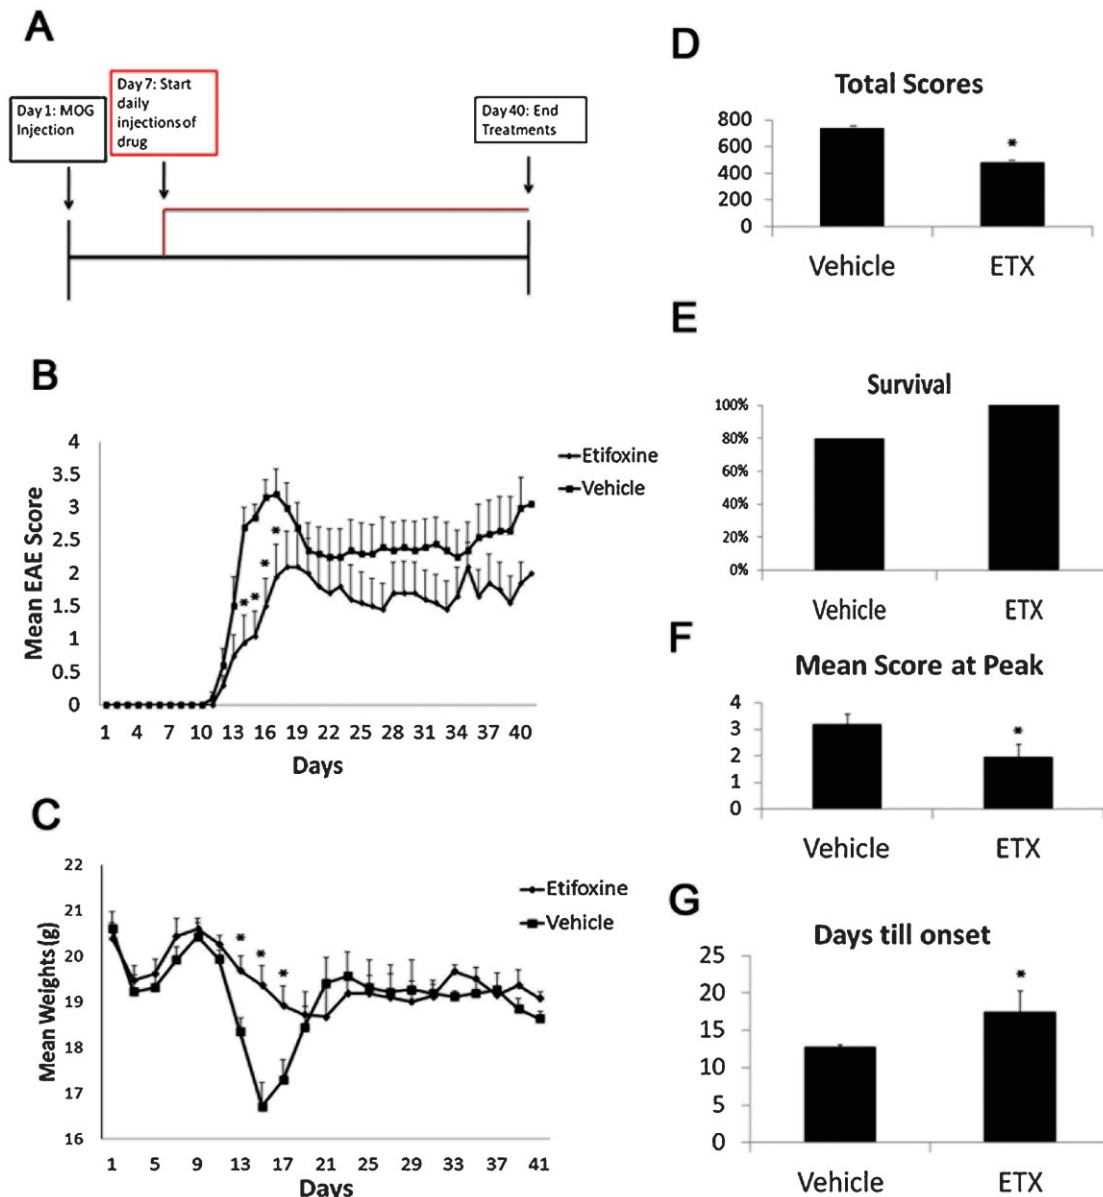 A
Day 1: MOG
Injection
Day 7: Start
daily
injections of
drug
Day 40: End
Treatments
B
4
3.5
3
2.5
2
1.5
1
0.5
0
Mean EAE Score
1 4 7 10 13 16 19 22 25 28 31 34 37 40
Days
Etifoxine
Vehicle
* * * *
C
22
21
20
19
18
17
16
Mean Weights (g)
1 5 9 13 17 21 25 29 33 37 41
Days
Etifoxine
Vehicle
* * *
D
Total Scores
800
600
400
200
0
*
Vehicle ETX
E
Survival
100%
80%
60%
40%
20%
0%
Vehicle ETX
F
Mean Score at Peak
4
3
2
1
0
*
Vehicle ETX
G
Days till onset
25
20
15
10
5
0
*
Vehicle ETX